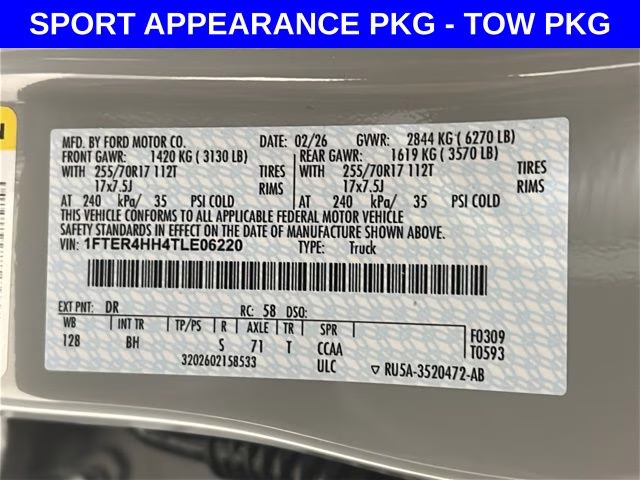 SPORT APPEARANCE PKG - TOW PKG
MFD. BY FORD MOTOR CO. DATE: 02/26 GVWR: 2844 KG ( 6270 LB)
FRONT GAWR: 1420 KG ( 3130 LB) REAR GAWR: 1619 KG ( 3570 LB)
WITH 255/70R17 112T TIRES WITH 255/70R17 112T TIRES
17x7.5J RIMS 17x7.5J RIMS
AT 240 kPa/ 35 PSI COLD AT 240 kPa/ 35 PSI COLD
THIS VEHICLE CONFORMS TO ALL APPLICABLE FEDERAL MOTOR VEHICLE
SAFETY STANDARDS IN EFFECT ON THE DATE OF MANUFACTURE SHOWN ABOVE.
VIN: 1FTER4HH4TLE06220 TYPE: Truck
EXT PNT: DR RC: 58 DSO:
WB INT TR TP/PS R AXLE TR SPR F0309
128 BH S 71 T CCAA T0593
3202602158533 ULC RU5A-3520472-AB